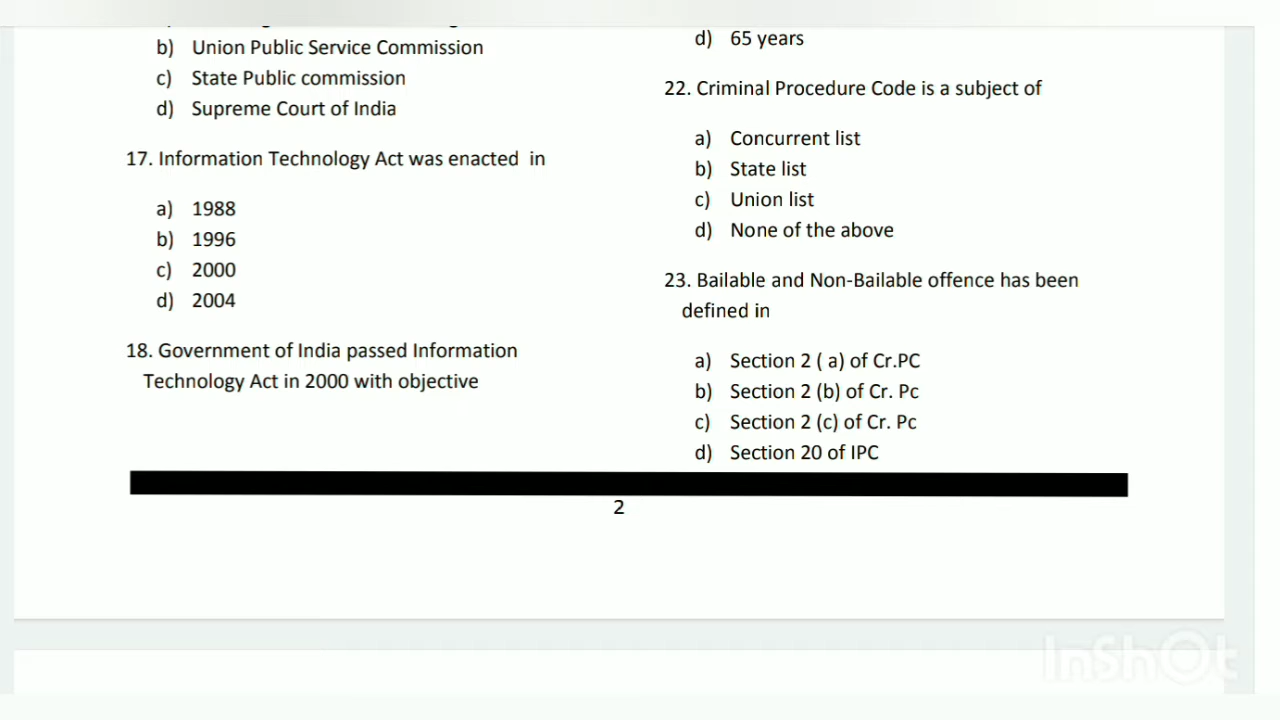 b) Union Public Service Commission
c) State Public commission
d) Supreme Court of India
17. Information Technology Act was enacted in
a) 1988
b) 1996
c) 2000
d) 2004
18. Government of India passed Information
Technology Act in 2000 with objective
d) 65 years
22. Criminal Procedure Code is a subject of
a) Concurrent list
b) State list
c) Union list
d) None of the above
23. Bailable and Non-Bailable offence has been
defined in
a) Section 2 ( a) of Cr.PC
b) Section 2 (b) of Cr. Pc
c) Section 2 (c) of Cr. Pc
d) Section 20 of IPC
2
InShOt